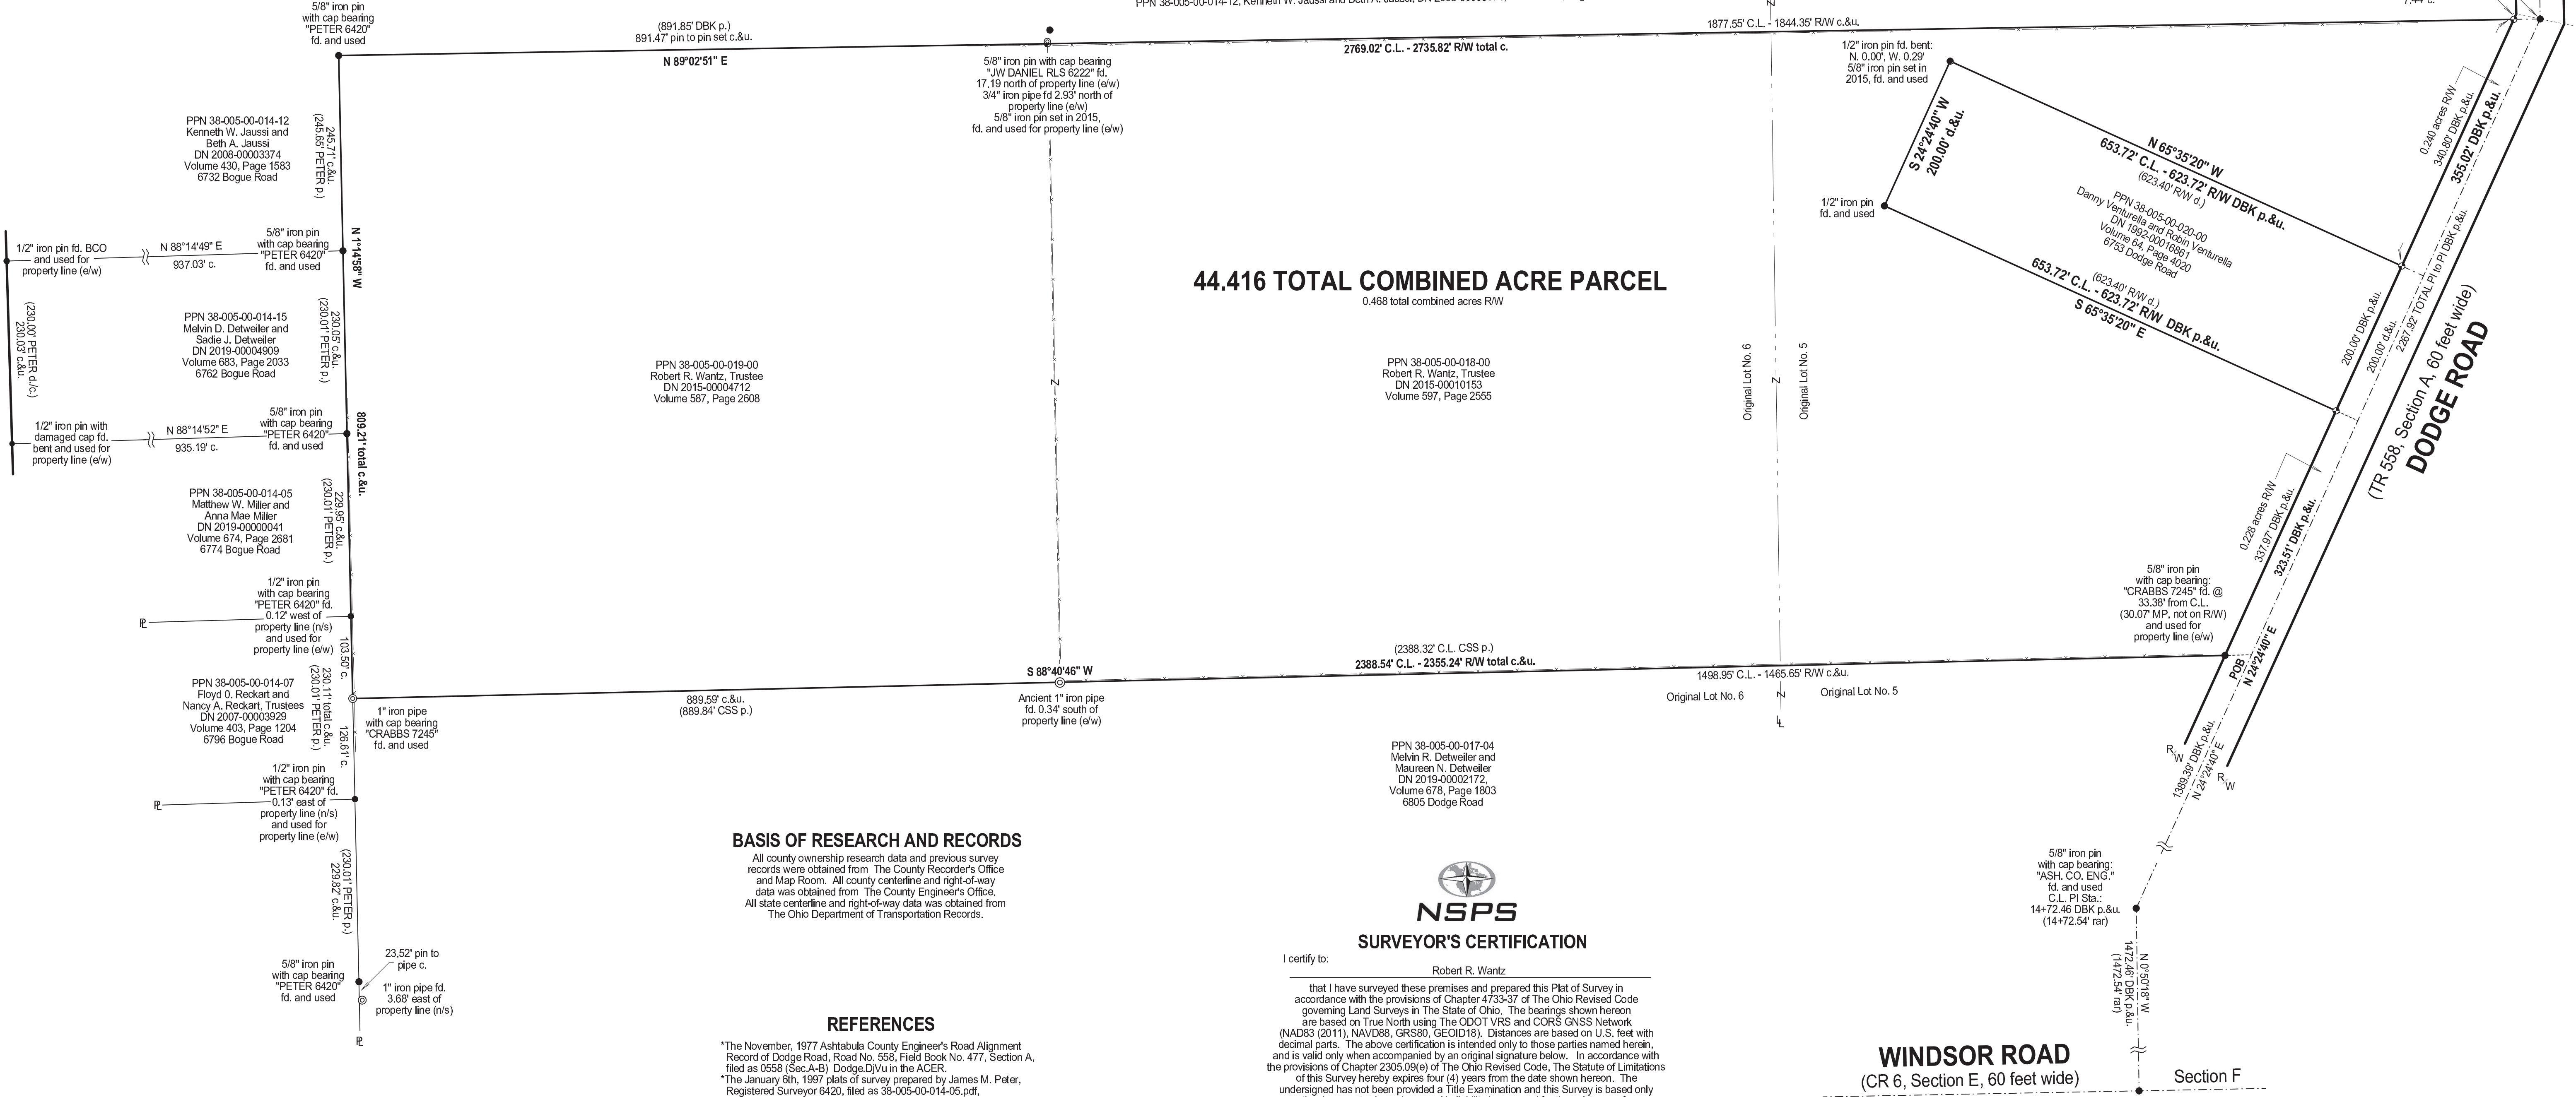 5/8" iron pin
with cap bearing
"PETER 6420"
fd. and used
(891.85' DBK p.)
891.47' pin to pin set c.&u.
N 89°02'51" E
1877.55' C.L. - 1844.35' R/W c.&u.
2769.02' C.L. - 2735.82' R/W total c.
5/8" iron pin with cap bearing
"JW DANIEL RLS 6222" fd.
17.19 north of property line (e/w)
3/4" iron pipe fd 2.93' north of
property line (e/w)
5/8" iron pin set in 2015,
fd. and used for property line (e/w)
1/2" iron pin fd. bent:
N. 0.00', W. 0.29'
5/8" iron pin set in
2015, fd. and used
PPN 38-005-00-014-12
Kenneth W. Jaussi and
Beth A. Jaussi
DN 2008-00003374
Volume 430, Page 1583
6732 Bogue Road
245.71' c.&u.
(245.65' PETER p.)
S 24°24'40" W
200.00' d.&u.
N 65°35'20" W
653.72' C.L. - 623.72' R/W DBK p.&u.
(623.40' R/W d.)
PPN 38-005-00-020-00
Danny Venturella and Robin Venturella
DN 1992-00016861
Volume 64, Page 4020
6753 Dodge Road
(623.40' R/W d.)
653.72' C.L. - 623.72' R/W DBK p.&u.
S 65°35'20" E
1/2" iron pin
fd. and used
0.240 acres R/W
340.80' DBK p.&u.
355.02' DBK p.&u.
200.00' DBK p.&u.
200.00' d.&u.
2267.92' TOTAL PI to PI DBK p.&u.
(TR 558, Section A, 60 feet wide)
DODGE ROAD
1/2" iron pin fd. BCO
and used for
property line (e/w)
N 88°14'49" E
937.03' c.
5/8" iron pin
with cap bearing
"PETER 6420"
fd. and used
N 1°14'58" W
44.416 TOTAL COMBINED ACRE PARCEL
0.468 total combined acres R/W
(230.00' PETER d./c.)
230.03' c.&u.
PPN 38-005-00-014-15
Melvin D. Detweiler and
Sadie J. Detweiler
DN 2019-00004909
Volume 683, Page 2033
6762 Bogue Road
230.05' c.&u.
(230.01' PETER p.)
PPN 38-005-00-019-00
Robert R. Wantz, Trustee
DN 2015-00004712
Volume 587, Page 2608
PPN 38-005-00-018-00
Robert R. Wantz, Trustee
DN 2015-00010153
Volume 597, Page 2555
Original Lot No. 6
Original Lot No. 5
1/2" iron pin with
damaged cap fd.
bent and used for
property line (e/w)
N 88°14'52" E
935.19' c.
5/8" iron pin
with cap bearing
"PETER 6420"
fd. and used
809.21' total c.&u.
PPN 38-005-00-014-05
Matthew W. Miller and
Anna Mae Miller
DN 2019-00000041
Volume 674, Page 2681
6774 Bogue Road
229.95' c.&u.
(230.01' PETER p.)
0.228 acres R/W
337.97' DBK p.&u.
323.51' DBK p.&u.
1/2" iron pin
with cap bearing
"PETER 6420" fd.
0.12' west of
property line (n/s)
and used for
property line (e/w)
103.50' c.
5/8" iron pin
with cap bearing:
"CRABBS 7245" fd. @
33.38' from C.L.
(30.07' MP, not on R/W)
and used for
property line (e/w)
POB
N 24°24'40" E
S 88°40'46" W
(2388.32' C.L. CSS p.)
2388.54' C.L. - 2355.24' R/W total c.&u.
1498.95' C.L. - 1465.65' R/W c.&u.
Original Lot No. 6
Original Lot No. 5
889.59' c.&u.
(889.84' CSS p.)
Ancient 1" iron pipe
fd. 0.34' south of
property line (e/w)
PPN 38-005-00-014-07
Floyd O. Reckart and
Nancy A. Reckart, Trustees
DN 2007-00003929
Volume 403, Page 1204
6796 Bogue Road
230.11' total c.&u.
(230.01' PETER p.)
126.61' c.
1" iron pipe
with cap bearing
"CRABBS 7245"
fd. and used
PPN 38-005-00-017-04
Melvin R. Detweiler and
Maureen N. Detweiler
DN 2019-00002172,
Volume 678, Page 1803
6805 Dodge Road
R/W
R/W
1389.39' DBK p.&u.
N 24°24'40" E
1/2" iron pin
with cap bearing
"PETER 6420" fd.
0.13' east of
property line (n/s)
and used for
property line (e/w)
(230.01' PETER p.)
229.82' c.&u.
BASIS OF RESEARCH AND RECORDS
All county ownership research data and previous survey
records were obtained from The County Recorder's Office
and Map Room. All county centerline and right-of-way
data was obtained from The County Engineer's Office.
All state centerline and right-of-way data was obtained from
The Ohio Department of Transportation Records.
5/8" iron pin
with cap bearing:
"ASH. CO. ENG."
fd. and used
C.L. PI Sta.:
14+72.46 DBK p.&u.
(14+72.54' rar)
NSPS
SURVEYOR'S CERTIFICATION
I certify to:
Robert R. Wantz
that I have surveyed these premises and prepared this Plat of Survey in
accordance with the provisions of Chapter 4733-37 of The Ohio Revised Code
governing Land Surveys in The State of Ohio. The bearings shown hereon
are based on True North using The ODOT VRS and CORS GNSS Network
(NAD83 (2011), NAVD88, GRS80, GEOID18). Distances are based on U.S. feet with
decimal parts. The above certification is intended only to those parties named herein,
and is valid only when accompanied by an original signature below. In accordance with
the provisions of Chapter 2305.09(e) of The Ohio Revised Code, The Statute of Limitations
of this Survey hereby expires four (4) years from the date shown hereon. The
undersigned has not been provided a Title Examination and this Survey is based only
5/8" iron pin
with cap bearing
"PETER 6420"
fd. and used
23.52' pin to
pipe c.
1" iron pipe fd.
3.68' east of
property line (n/s)
REFERENCES
*The November, 1977 Ashtabula County Engineer's Road Alignment
Record of Dodge Road, Road No. 558, Field Book No. 477, Section A,
filed as 0558 (Sec.A-B) Dodge.DjVu in the ACER.
*The January 6th, 1997 plats of survey prepared by James M. Peter,
Registered Surveyor 6420, filed as 38-005-00-014-05.pdf,
N 0°50'18" W
1472.46' DBK p.&u.
(1472.54' rar)
WINDSOR ROAD
(CR 6, Section E, 60 feet wide)
Section F